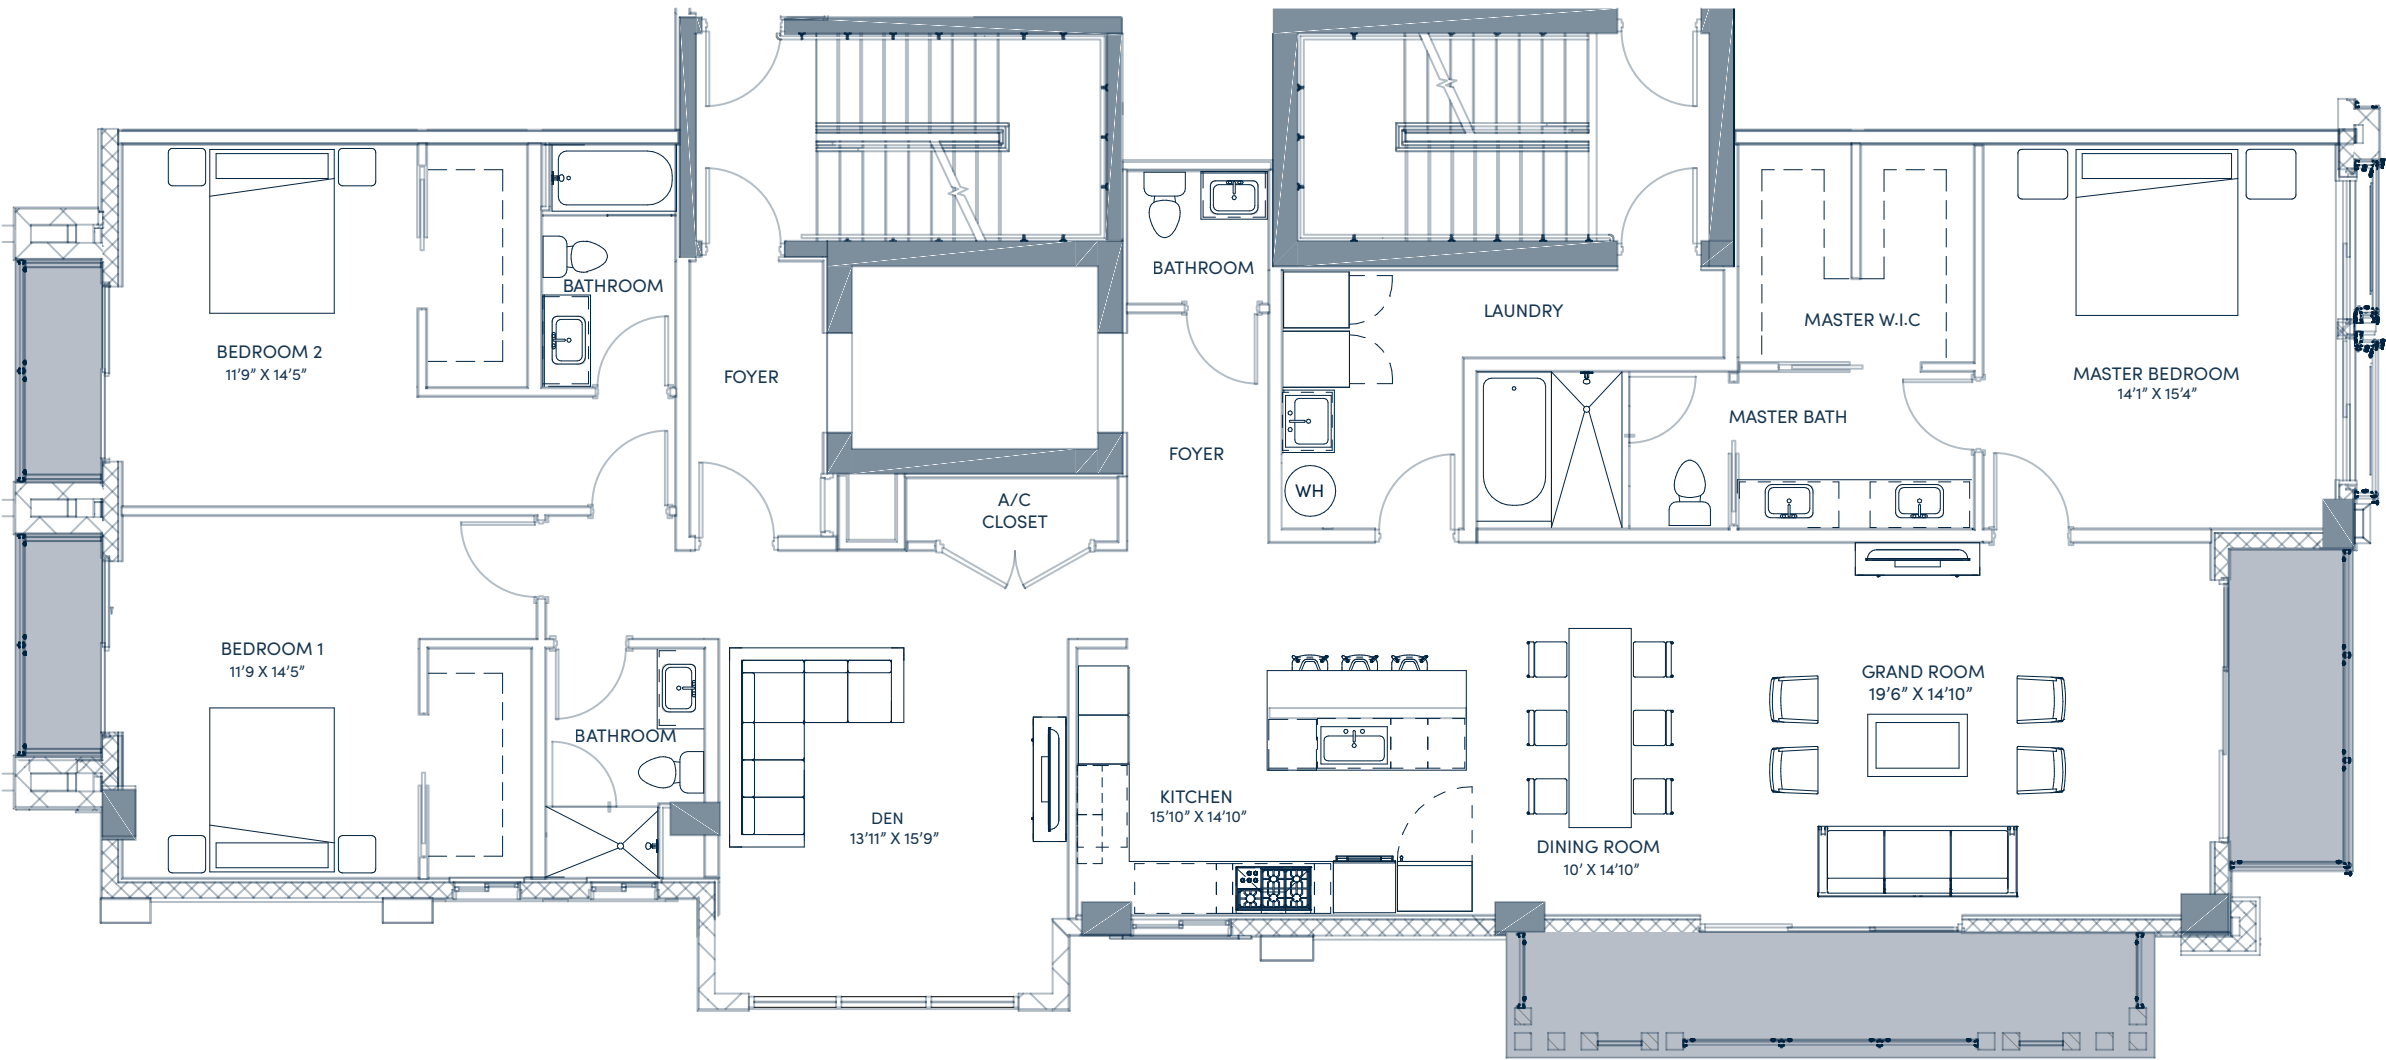 BATHROOM
BEDROOM 2
11'9" X 14'5"
FOYER
BATHROOM
LAUNDRY
MASTER W.I.C
MASTER BEDROOM
14'1" X 15'4"
MASTER BATH
FOYER
WH
A/C
CLOSET
BEDROOM 1
11'9 X 14'5"
BATHROOM
DEN
13'11" X 15'9"
KITCHEN
15'10" X 14'10"
DINING ROOM
10' X 14'10"
GRAND ROOM
19'6" X 14'10"